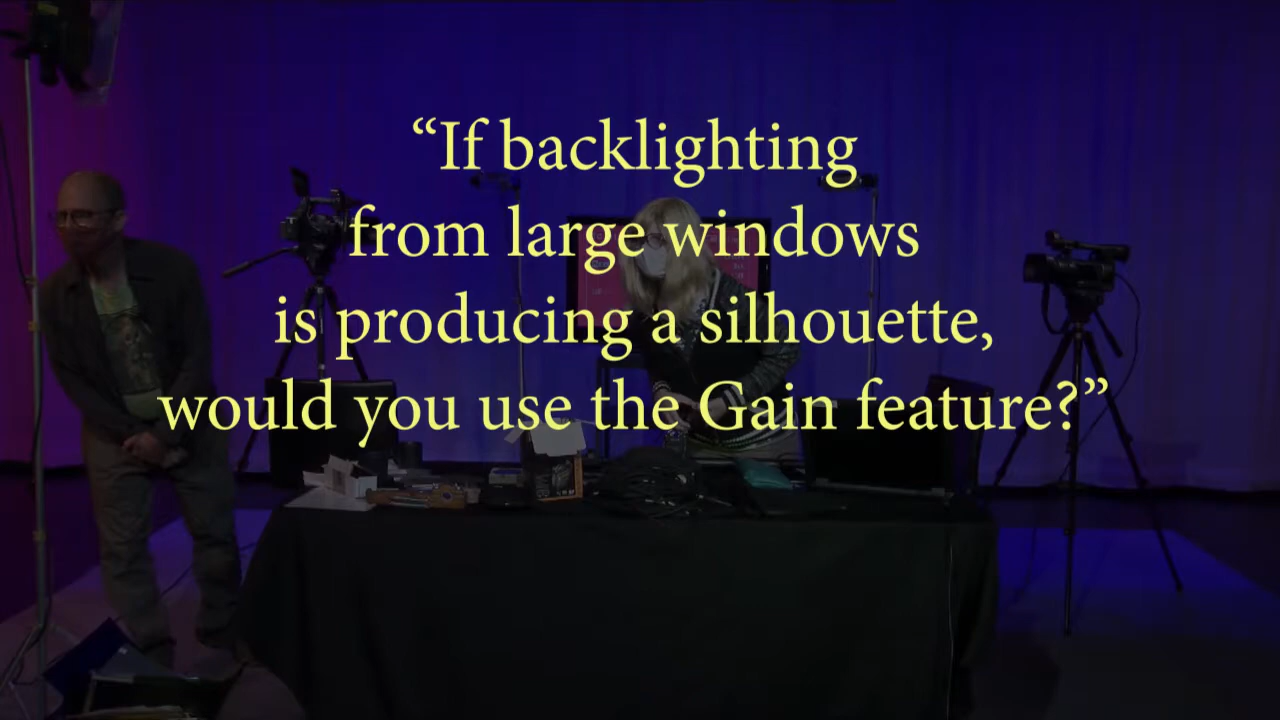 “If backlighting
from large windows
is producing a silhouette,
would you use the Gain feature?”